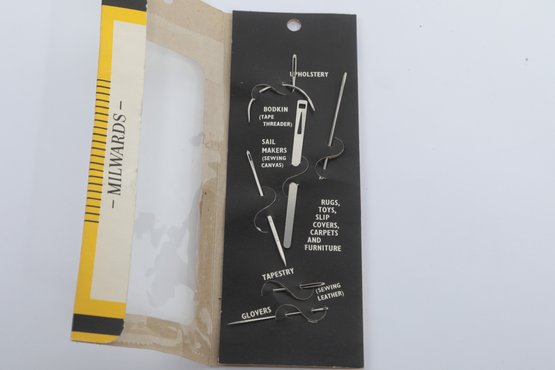 - MILWARDS -
UPHOLSTERY
BODKIN
(TAPE
THREADER)
SAIL
MAKERS
(SEWING
CANVAS)
RUGS,
TOYS,
SLIP
COVERS,
CARPETS
AND
FURNITURE
TAPESTRY
(SEWING
LEATHER)
GLOVERS